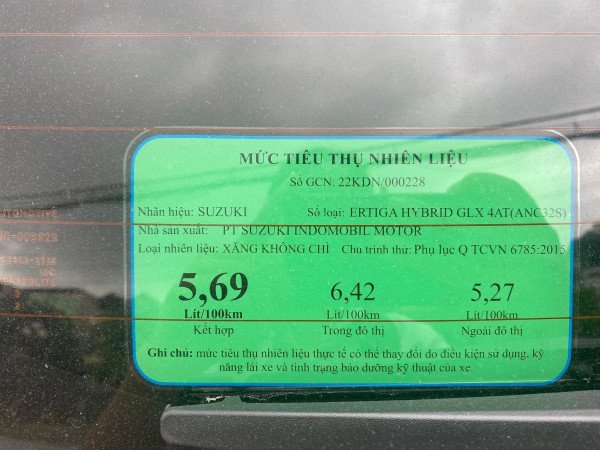 MỨC TIÊU THỤ NHIÊN LIỆU
Số GCN: 22KDN/000228
Nhãn hiệu: SUZUKI Số loại: ERTIGA HYBRID GLX 4AT(ANC32S)
Nhà sản xuất: PT SUZUKI INDOMOBIL MOTOR
Loại nhiên liệu: XĂNG KHÔNG CHÌ Chu trình thử: Phụ lục Q TCVN 6785:2015
5,69 6,42 5,27
Lít/100km Lít/100km Lít/100km
Kết hợp Trong đô thị Ngoài đô thị
Ghi chú: mức tiêu thụ nhiên liệu thực tế có thể thay đổi do điều kiện sử dụng, kỹ
năng lái xe và tình trạng bảo dưỡng kỹ thuật của xe.